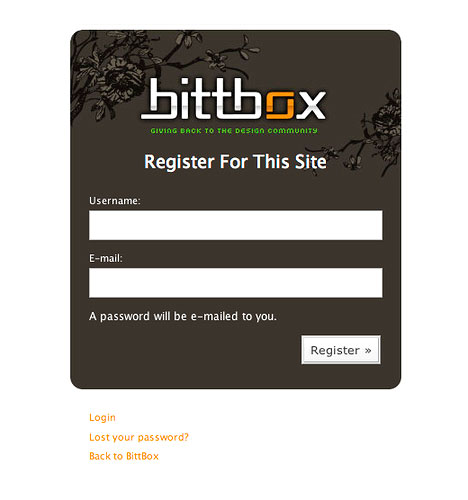 bittbox
GIVING BACK TO THE DESIGN COMMUNITY
Register For This Site
Username:
E-mail:
A password will be e-mailed to you.
Register »
Login
Lost your password?
Back to BittBox